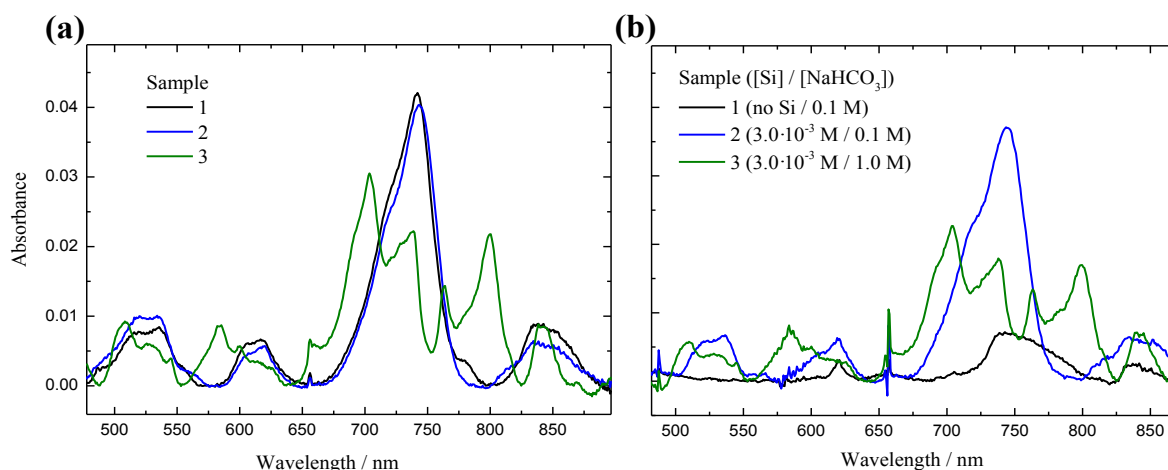 (a)
Sample
1
2
3
0.04
0.03
0.02
0.01
0.00
Absorbance
500 550 600 650 700 750 800 850
Wavelength / nm
(b)
Sample ([Si] / [NaHCO₃])
1 (no Si / 0.1 M)
2 (3.0·10⁻³ M / 0.1 M)
3 (3.0·10⁻³ M / 1.0 M)
500 550 600 650 700 750 800 850
Wavelength / nm